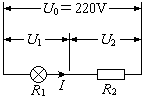 U₀=220V
U₁ U₂
R₁ I R₂